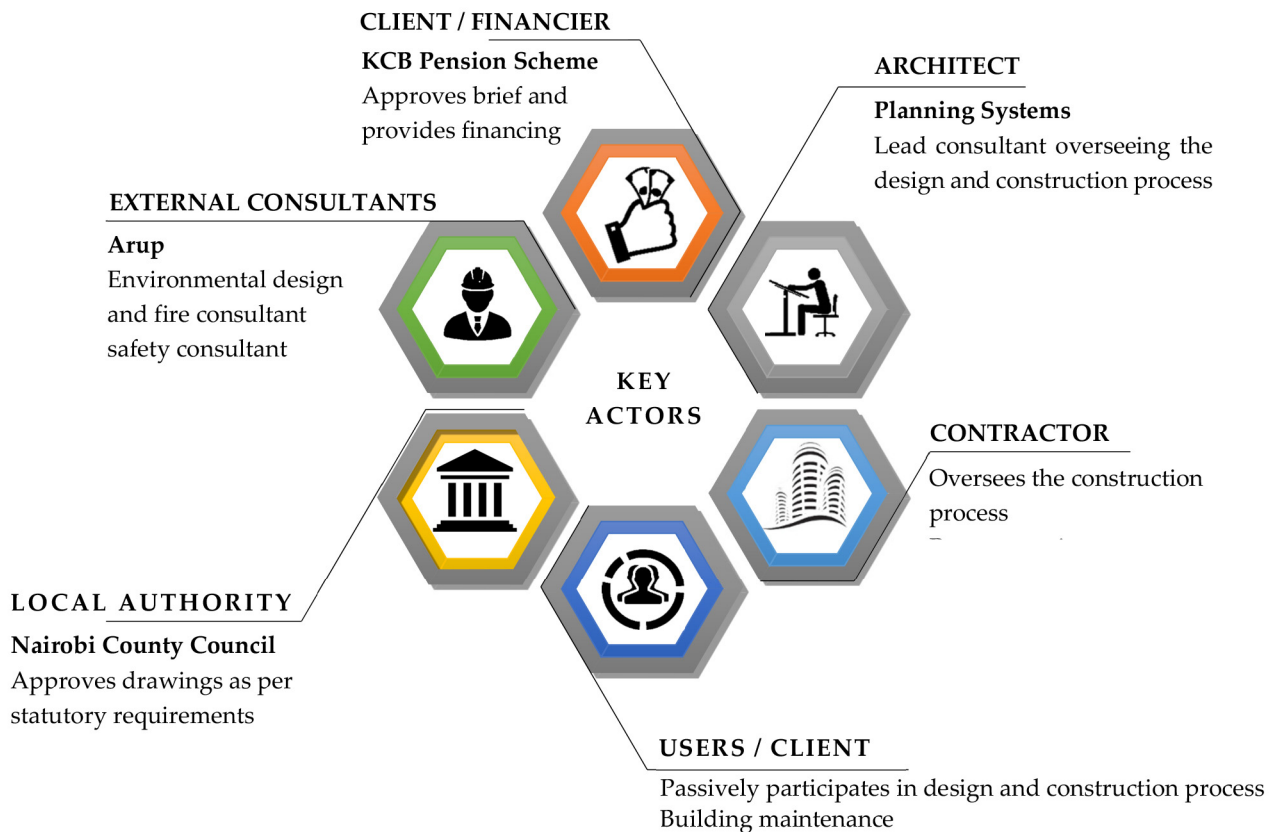 CLIENT / FINANCIER
KCB Pension Scheme
Approves brief and
provides financing
ARCHITECT
Planning Systems
Lead consultant overseeing the
design and construction process
EXTERNAL CONSULTANTS
Arup
Environmental design
and fire consultant
safety consultant
KEY
ACTORS
CONTRACTOR
Oversees the construction
process
LOCAL AUTHORITY
Nairobi County Council
Approves drawings as per
statutory requirements
USERS / CLIENT
Passively participates in design and construction process
Building maintenance